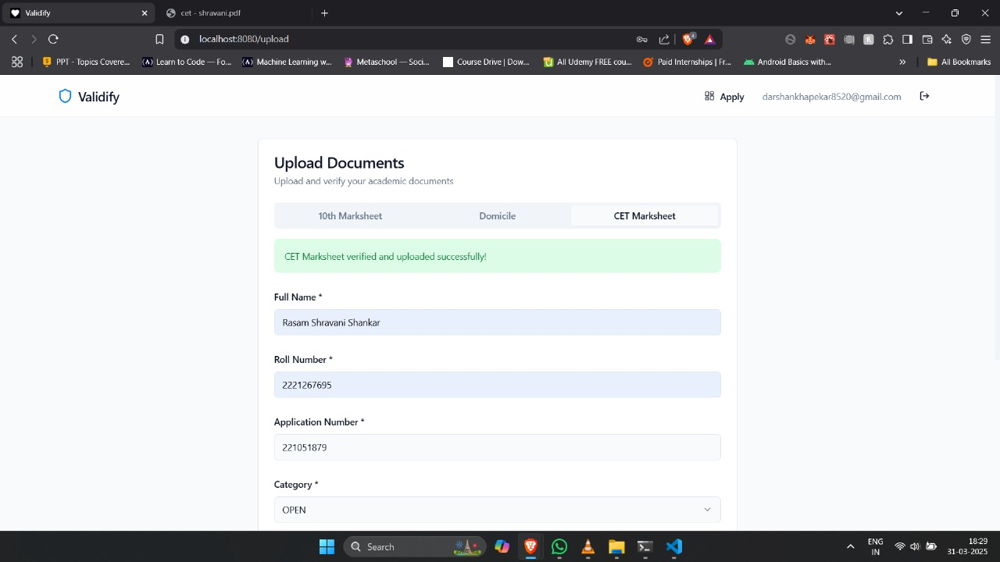 Validify
cet - shravani.pdf
localhost:8080/upload
4
PPT - Topics Covere...
Learn to Code — Fo...
Machine Learning w...
Metaschool — Soci...
Course Drive | Dow...
All Udemy FREE cou...
Paid Internships | Fr...
Android Basics with...
All Bookmarks
Validify
Apply
darshankhapekar8520@gmail.com
Upload Documents
Upload and verify your academic documents
10th Marksheet
Domicile
CET Marksheet
CET Marksheet verified and uploaded successfully!
Full Name *
Rasam Shravani Shankar
Roll Number *
2221267695
Application Number *
221051879
Category *
OPEN
Search
ENG
IN
18:29
31-03-2025